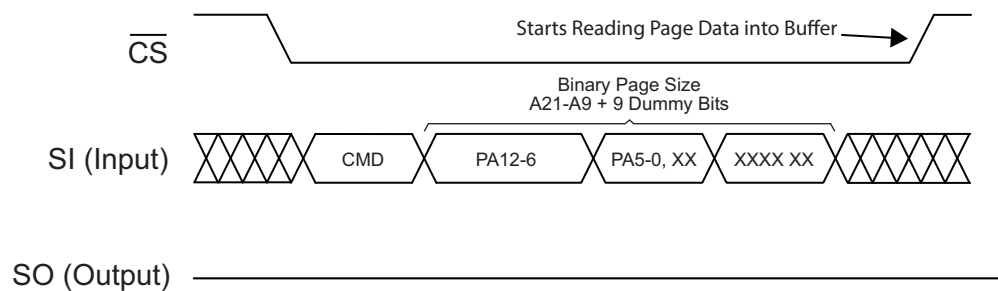 Starts Reading Page Data into Buffer
CS
Binary Page Size
A21-A9 + 9 Dummy Bits
SI (Input)
CMD
PA12-6
PA5-0, XX
XXXX XX
SO (Output)